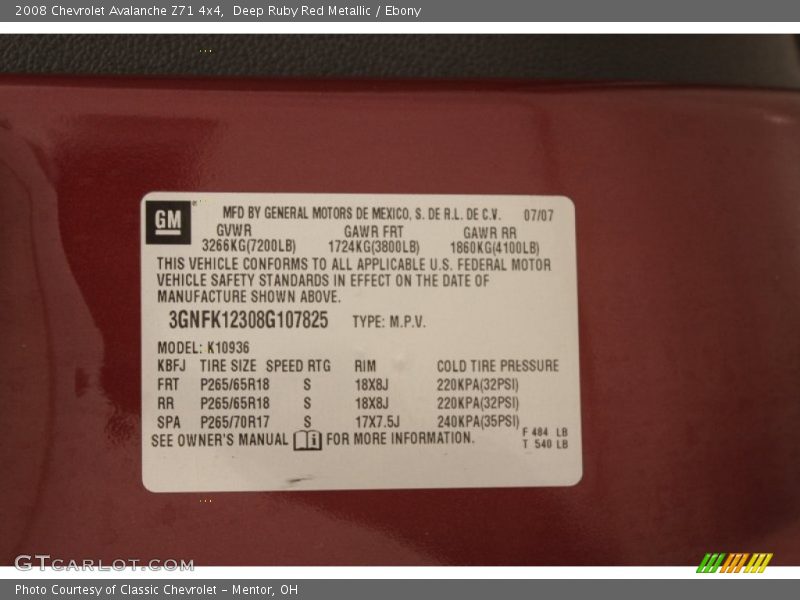 2008 Chevrolet Avalanche Z71 4x4, Deep Ruby Red Metallic / Ebony
GM
MFD BY GENERAL MOTORS DE MEXICO, S. DE R.L. DE C.V. 07/07
GVWR GAWR FRT GAWR RR
3266KG(7200LB) 1724KG(3800LB) 1860KG(4100LB)
THIS VEHICLE CONFORMS TO ALL APPLICABLE U.S. FEDERAL MOTOR
VEHICLE SAFETY STANDARDS IN EFFECT ON THE DATE OF
MANUFACTURE SHOWN ABOVE.
3GNFK12308G107825 TYPE: M.P.V.
MODEL: K10936
KBFJ TIRE SIZE SPEED RTG RIM COLD TIRE PRESSURE
FRT P265/65R18 S 18X8J 220KPA(32PSI)
RR P265/65R18 S 18X8J 220KPA(32PSI)
SPA P265/70R17 S 17X7.5J 240KPA(35PSI)
SEE OWNER'S MANUAL i FOR MORE INFORMATION.
F 484 LB
T 540 LB
GTCARLOT.COM
Photo Courtesy of Classic Chevrolet - Mentor, OH